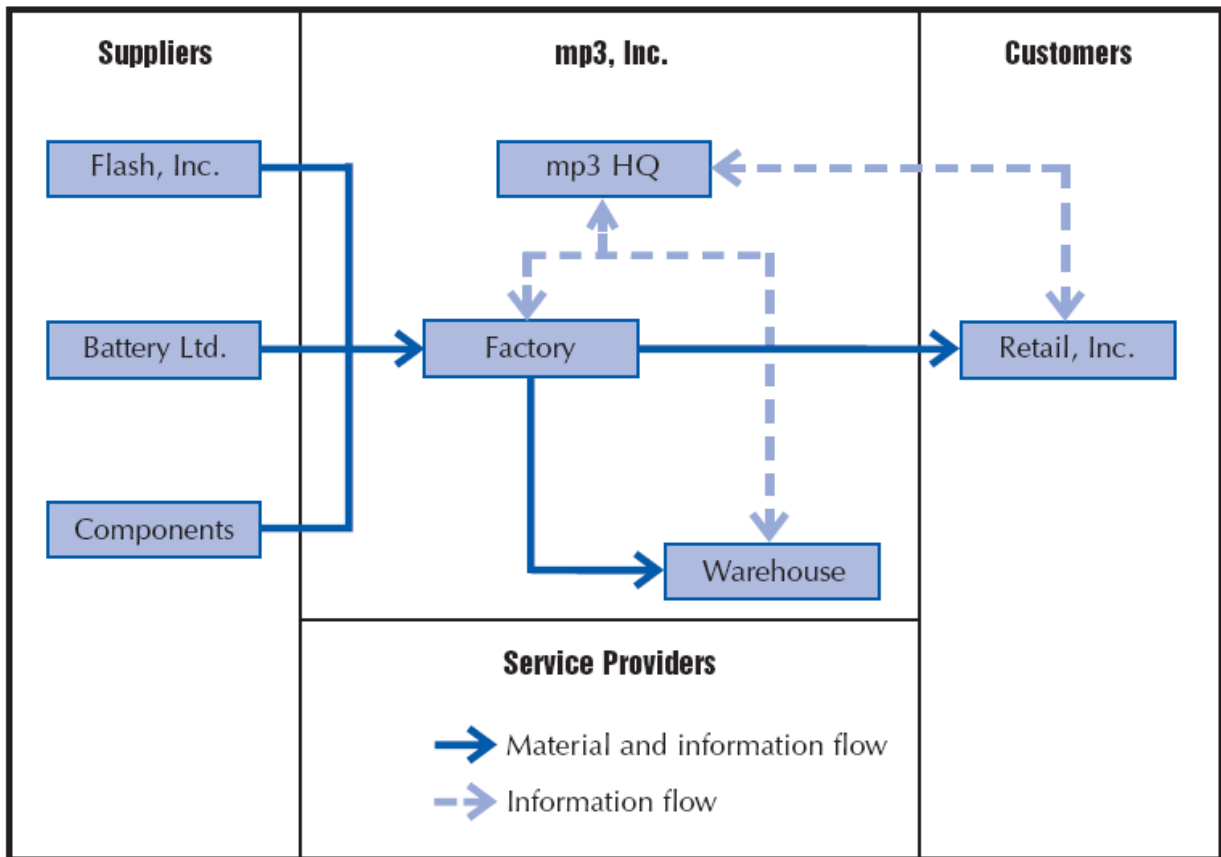 Suppliers
mp3, Inc.
Customers
Flash, Inc.
mp3 HQ
Battery Ltd.
Factory
Retail, Inc.
Components
Warehouse
Service Providers
Material and information flow
Information flow